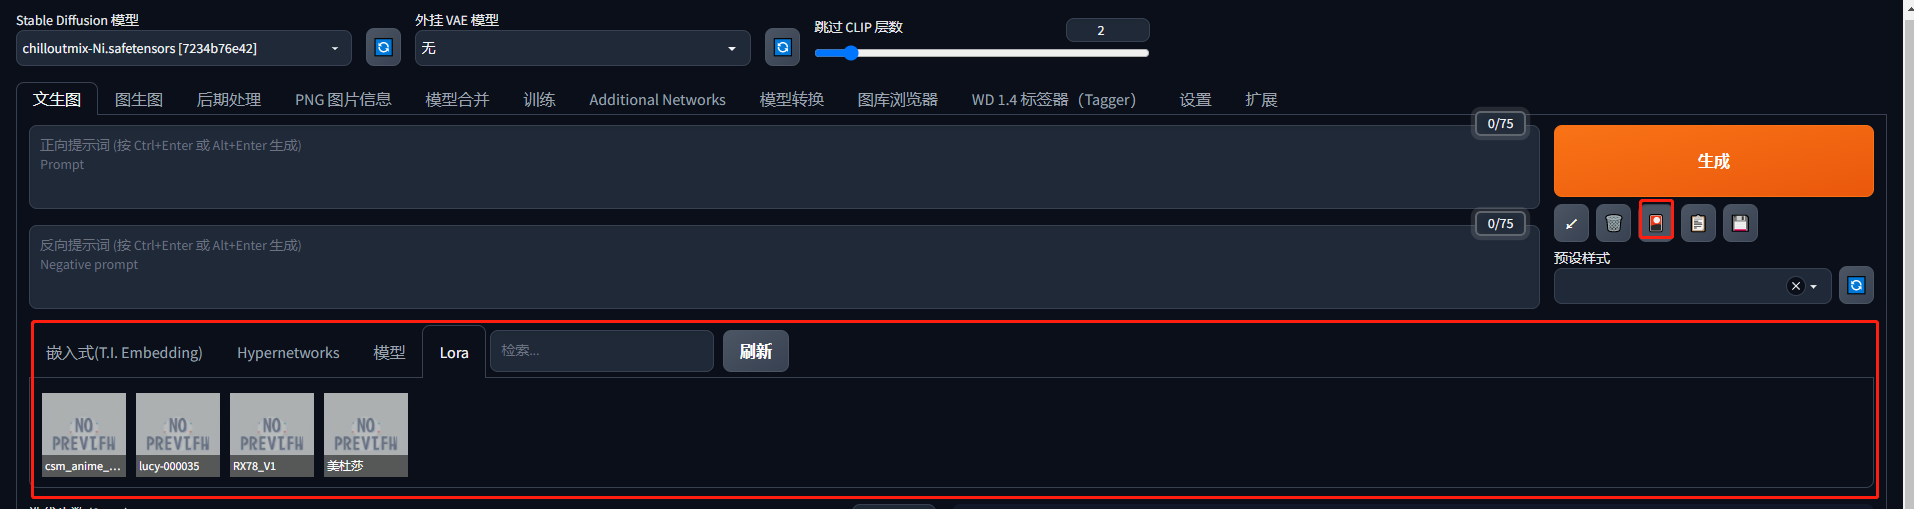 Stable Diffusion 模型
外挂 VAE 模型
跳过 CLIP 层数
2
chilloutmix-Ni.safetensors [7234b76e42]
无
文生图 图生图 后期处理 PNG 图片信息 模型合并 训练 Additional Networks 模型转换 图库浏览器 WD 1.4 标签器 (Tagger) 设置 扩展
0/75
正向提示词 (按 Ctrl+Enter 或 Alt+Enter 生成)
Prompt
生成
0/75
反向提示词 (按 Ctrl+Enter 或 Alt+Enter 生成)
Negative prompt
预设样式
嵌入式(T.I. Embedding) Hypernetworks 模型 Lora 检索... 刷新
NO
NO
NO
NO
csm_anime_...
lucy-000035
RX78_V1
美杜莎